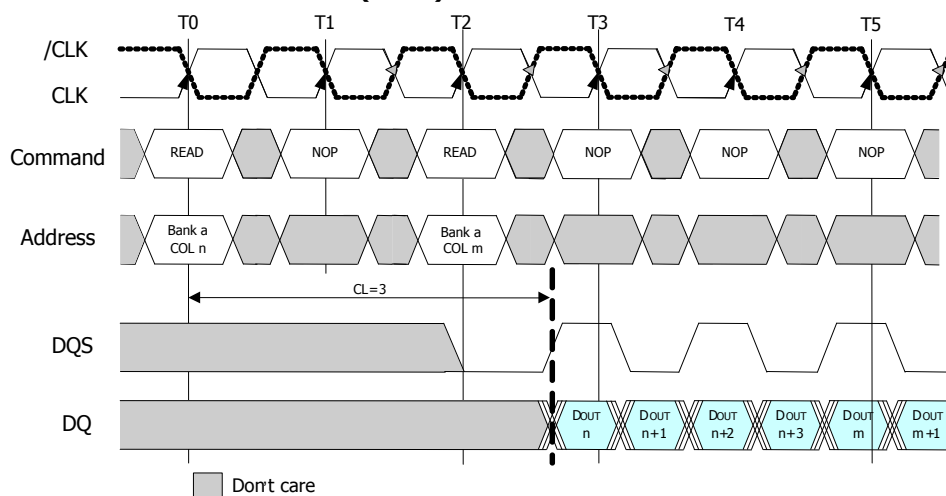 T0 T1 T2 T3 T4 T5
/CLK
CLK
Command READ NOP READ NOP NOP NOP
Address Bank a COL n Bank a COL m
CL=3
DQS
DQ DOUT n DOUT n+1 DOUT n+2 DOUT n+3 DOUT m DOUT m+1
Don't care